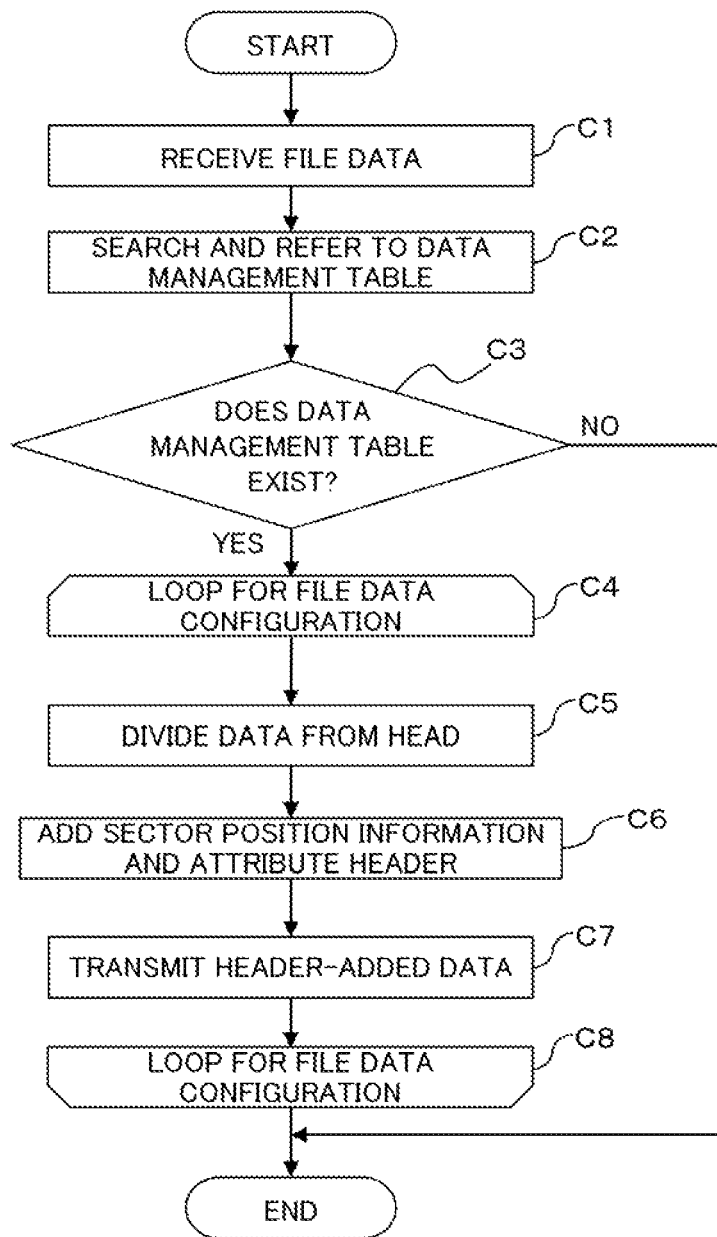 START
C1
RECEIVE FILE DATA
C2
SEARCH AND REFER TO DATA
MANAGEMENT TABLE
C3
DOES DATA
MANAGEMENT TABLE
EXIST?
NO
YES
C4
LOOP FOR FILE DATA
CONFIGURATION
C5
DIVIDE DATA FROM HEAD
C6
ADD SECTOR POSITION INFORMATION
AND ATTRIBUTE HEADER
C7
TRANSMIT HEADER-ADDED DATA
C8
LOOP FOR FILE DATA
CONFIGURATION
END